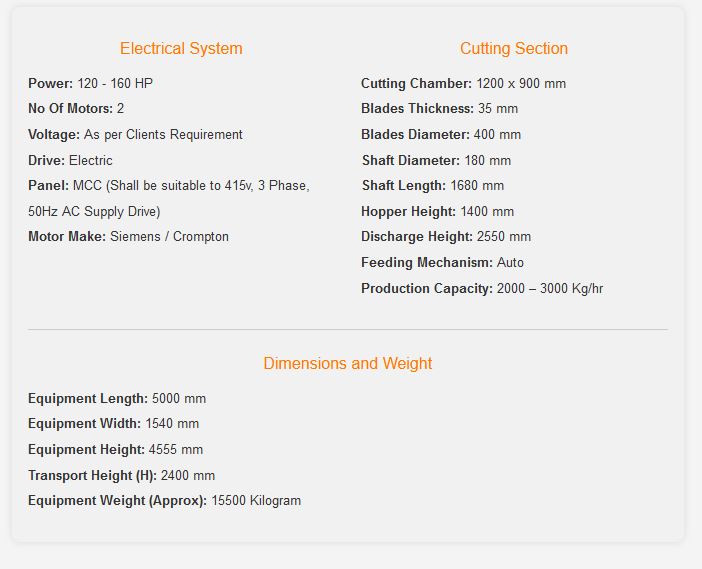 Electrical System
Power: 120 - 160 HP
No Of Motors: 2
Voltage: As per Clients Requirement
Drive: Electric
Panel: MCC (Shall be suitable to 415v, 3 Phase,
50Hz AC Supply Drive)
Motor Make: Siemens / Crompton
Cutting Section
Cutting Chamber: 1200 x 900 mm
Blades Thickness: 35 mm
Blades Diameter: 400 mm
Shaft Diameter: 180 mm
Shaft Length: 1680 mm
Hopper Height: 1400 mm
Discharge Height: 2550 mm
Feeding Mechanism: Auto
Production Capacity: 2000 – 3000 Kg/hr
Dimensions and Weight
Equipment Length: 5000 mm
Equipment Width: 1540 mm
Equipment Height: 4555 mm
Transport Height (H): 2400 mm
Equipment Weight (Approx): 15500 Kilogram